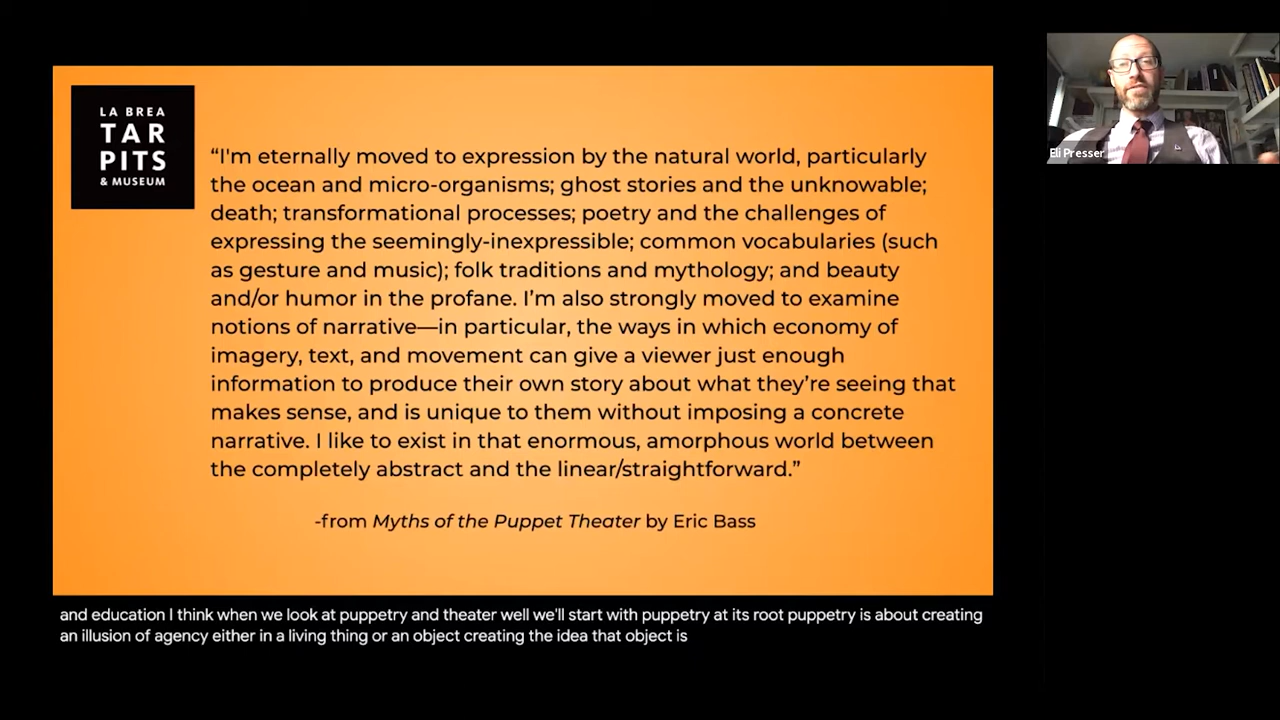 LA BREA
TAR
PITS
& MUSEUM
“I'm eternally moved to expression by the natural world, particularly
the ocean and micro-organisms; ghost stories and the unknowable;
death; transformational processes; poetry and the challenges of
expressing the seemingly-inexpressible; common vocabularies (such
as gesture and music); folk traditions and mythology; and beauty
and/or humor in the profane. I’m also strongly moved to examine
notions of narrative—in particular, the ways in which economy of
imagery, text, and movement can give a viewer just enough
information to produce their own story about what they’re seeing that
makes sense, and is unique to them without imposing a concrete
narrative. I like to exist in that enormous, amorphous world between
the completely abstract and the linear/straightforward.”
-from Myths of the Puppet Theater by Eric Bass
Eli Presser
and education I think when we look at puppetry and theater well we'll start with puppetry at its root puppetry is about creating
an illusion of agency either in a living thing or an object creating the idea that object is